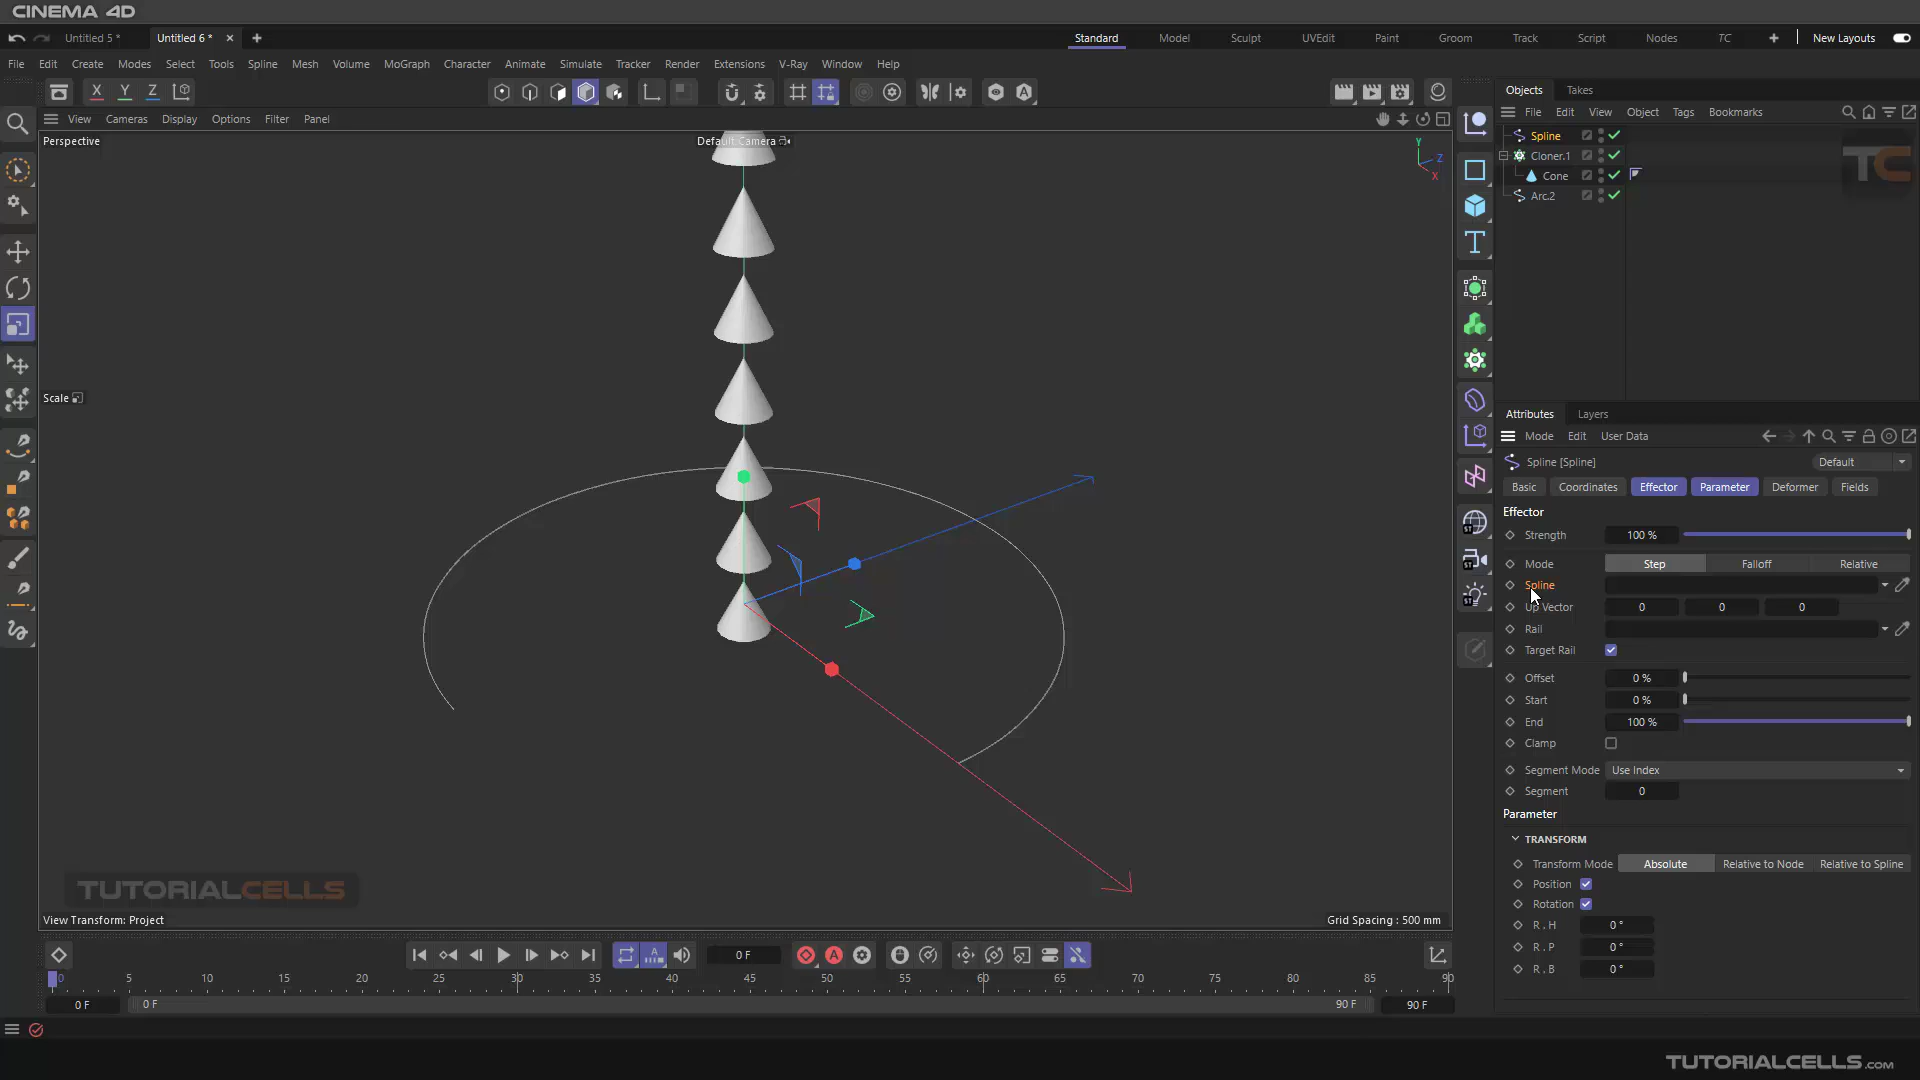 CINEMA 4D
Untitled 5 *
Untitled 6 *
Standard
Model
Sculpt
UVEdit
Paint
Groom
Track
Script
Nodes
TC
New Layouts
File Edit Create Modes Select Tools Spline Mesh Volume MoGraph Character Animate Simulate Tracker Render Extensions V-Ray Window Help
X Y Z
View Cameras Display Options Filter Panel
Perspective
Default Camera
Y
Z
X
Scale
TUTORIALCELLS
View Transform: Project
Grid Spacing : 500 mm
ST
ST
ST
Objects Takes
File Edit View Object Tags Bookmarks
Spline
Cloner.1
Cone
Arc.2
TC
Attributes Layers
Mode Edit User Data
Spline [Spline]
Default
Basic Coordinates Effector Parameter Deformer Fields
Effector
Strength 100 %
Mode Step Falloff Relative
Spline
Up Vector 0 0 0
Rail
Target Rail
Offset 0 %
Start 0 %
End 100 %
Clamp
Segment Mode Use Index
Segment 0
Parameter
TRANSFORM
Transform Mode Absolute Relative to Node Relative to Spline
Position
Rotation
R . H 0 °
R . P 0 °
R . B 0 °
0 F
0 5 10 15 20 25 30 35 40 45 50 55 60 65 70 75 80 85 90
0 F
0 F
90 F
90 F
TUTORIALCELLS.com